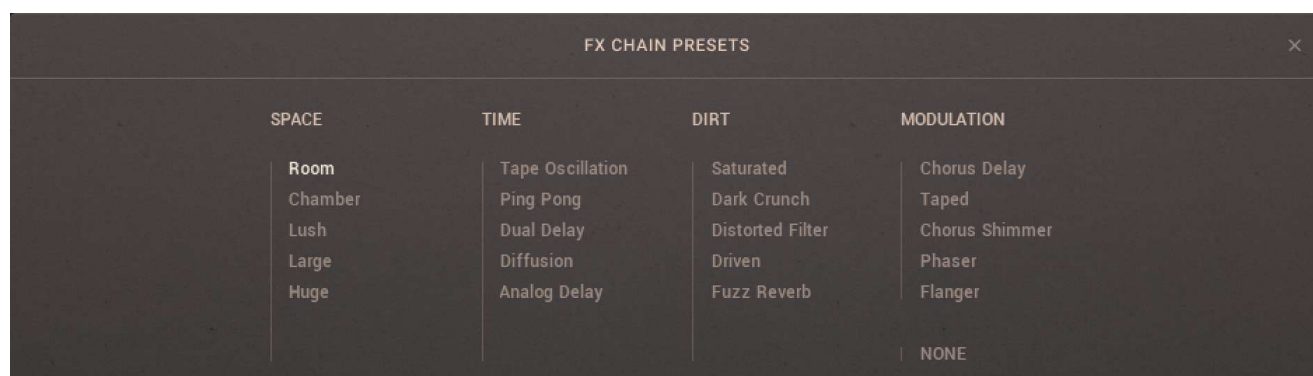 FX CHAIN PRESETS
×
SPACE
Room
Chamber
Lush
Large
Huge
TIME
Tape Oscillation
Ping Pong
Dual Delay
Diffusion
Analog Delay
DIRT
Saturated
Dark Crunch
Distorted Filter
Driven
Fuzz Reverb
MODULATION
Chorus Delay
Taped
Chorus Shimmer
Phaser
Flanger
NONE